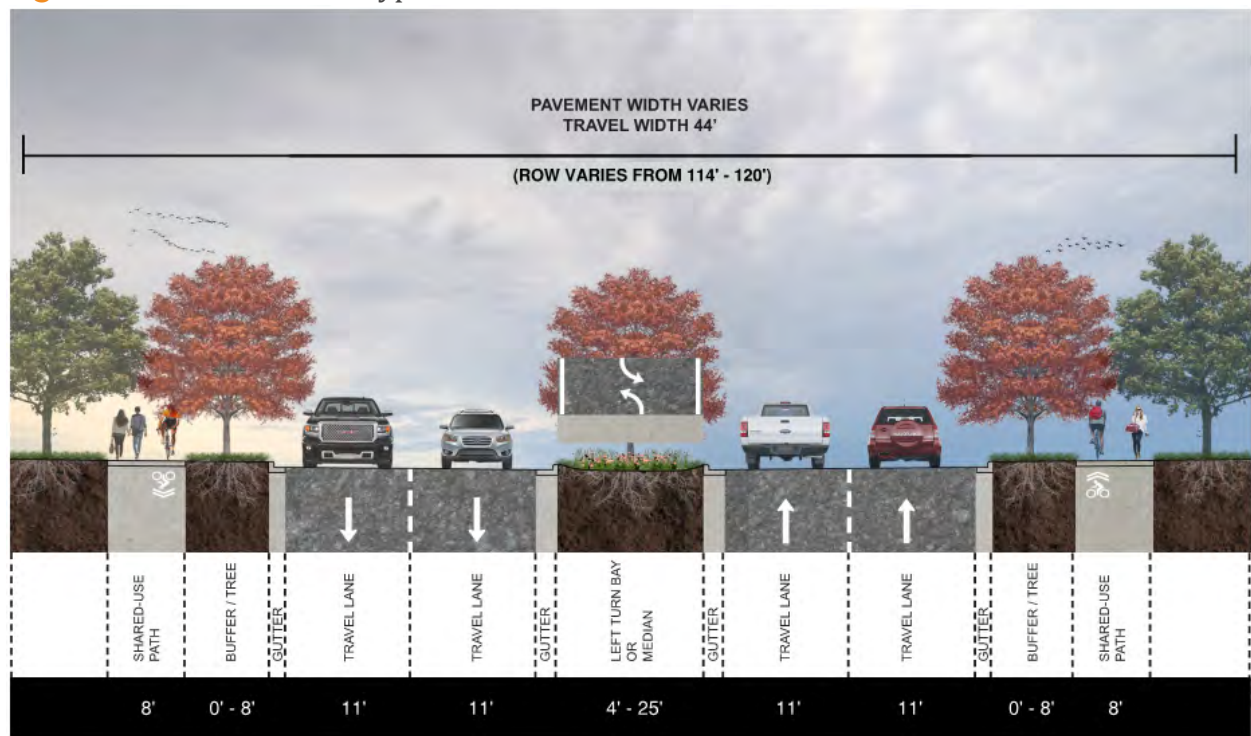 PAVEMENT WIDTH VARIES
TRAVEL WIDTH 44'
(ROW VARIES FROM 114' - 120')
SHARED-USE
PATH
BUFFER / TREE
GUTTER
TRAVEL LANE
TRAVEL LANE
GUTTER
LEFT TURN BAY
OR
MEDIAN
GUTTER
TRAVEL LANE
TRAVEL LANE
GUTTER
BUFFER / TREE
SHARED-USE
PATH
8'
0' - 8'
11'
11'
4' - 25'
11'
11'
0' - 8'
8'